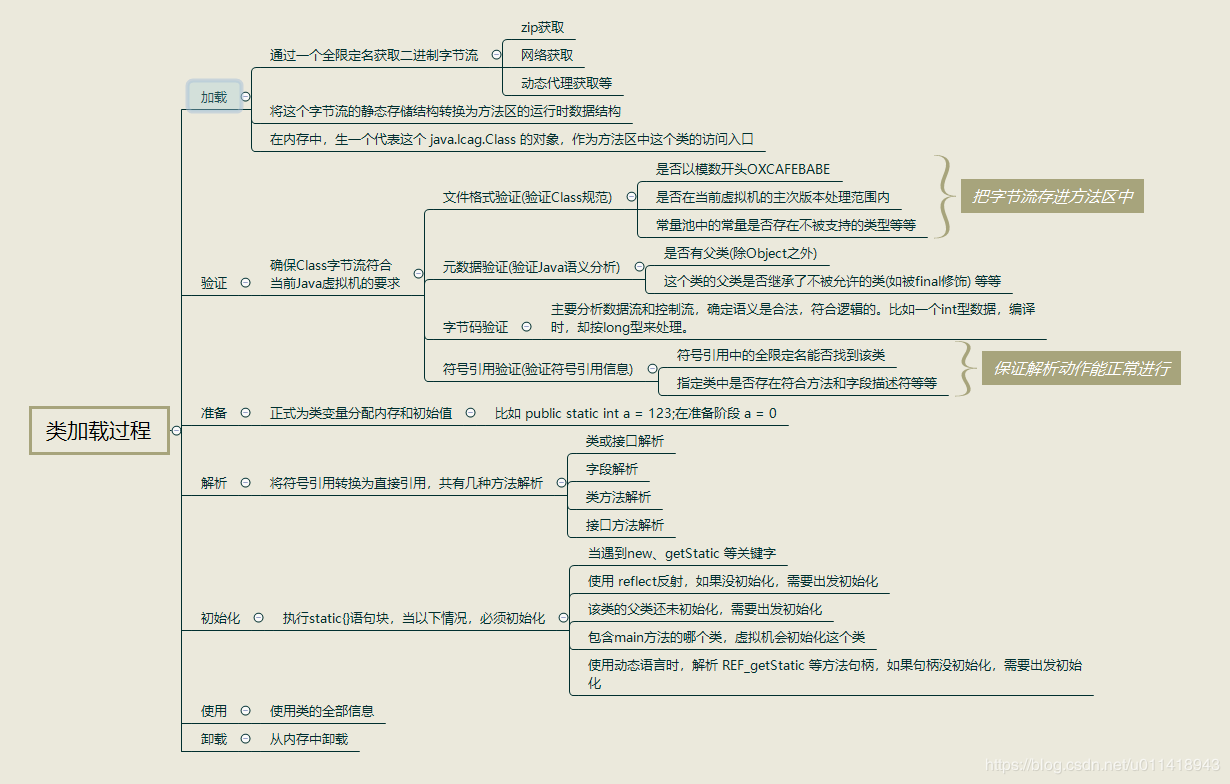 类加载过程
加载
通过一个全限定名获取二进制字节流
zip获取
网络获取
动态代理获取等
将这个字节流的静态存储结构转换为方法区的运行时数据结构
在内存中，生一个代表这个 java.lcag.Class 的对象，作为方法区中这个类的访问入口
验证
确保Class字节流符合
当前Java虚拟机的要求
文件格式验证(验证Class规范)
是否以模数开头OXCAFEBABE
是否在当前虚拟机的主次版本处理范围内
常量池中的常量是否存在不被支持的类型等等
把字节流存进方法区中
元数据验证(验证Java语义分析)
是否有父类(除Object之外)
这个类的父类是否继承了不被允许的类(如被final修饰) 等等
字节码验证
主要分析数据流和控制流，确定语义是合法，符合逻辑的。比如一个int型数据，编译
时，却按long型来处理。
符号引用验证(验证符号引用信息)
符号引用中的全限定名能否找到该类
指定类中是否存在符合方法和字段描述符等等
保证解析动作能正常进行
准备
正式为类变量分配内存和初始值
比如 public static int a = 123;在准备阶段 a = 0
解析
将符号引用转换为直接引用，共有几种方法解析
类或接口解析
字段解析
类方法解析
接口方法解析
初始化
执行static{}语句块，当以下情况，必须初始化
当遇到new、getStatic 等关键字
使用 reflect反射，如果没初始化，需要出发初始化
该类的父类还未初始化，需要出发初始化
包含main方法的哪个类，虚拟机会初始化这个类
使用动态语言时，解析 REF_getStatic 等方法句柄，如果句柄没初始化，需要出发初始
化
使用
使用类的全部信息
卸载
从内存中卸载
https://blog.csdn.net/u011418943